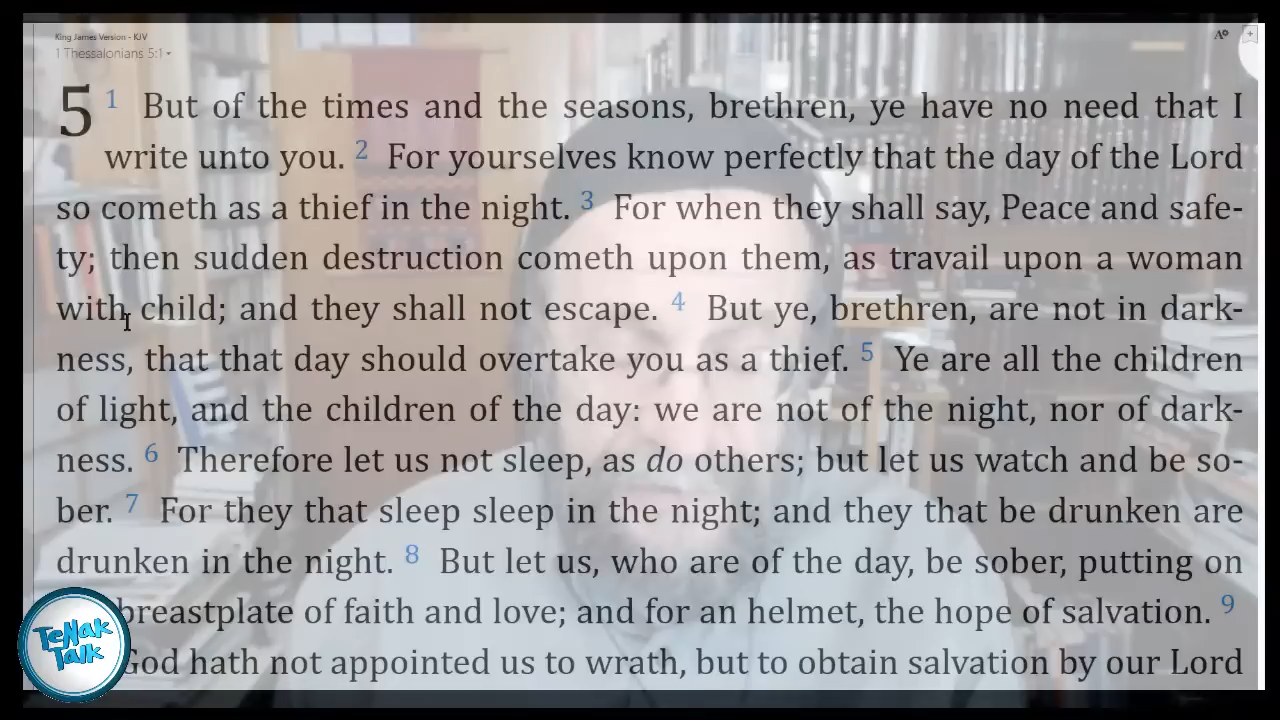 King James Version - KJV
1 Thessalonians 5:1
5 1 But of the times and the seasons, brethren, ye have no need that I
write unto you. 2 For yourselves know perfectly that the day of the Lord
so cometh as a thief in the night. 3 For when they shall say, Peace and safe-
ty; then sudden destruction cometh upon them, as travail upon a woman
with child; and they shall not escape. 4 But ye, brethren, are not in dark-
ness, that that day should overtake you as a thief. 5 Ye are all the children
of light, and the children of the day: we are not of the night, nor of dark-
ness. 6 Therefore let us not sleep, as do others; but let us watch and be so-
ber. 7 For they that sleep sleep in the night; and they that be drunken are
drunken in the night. 8 But let us, who are of the day, be sober, putting on
breastplate of faith and love; and for an helmet, the hope of salvation. 9
God hath not appointed us to wrath, but to obtain salvation by our Lord
TeNaK
Talk